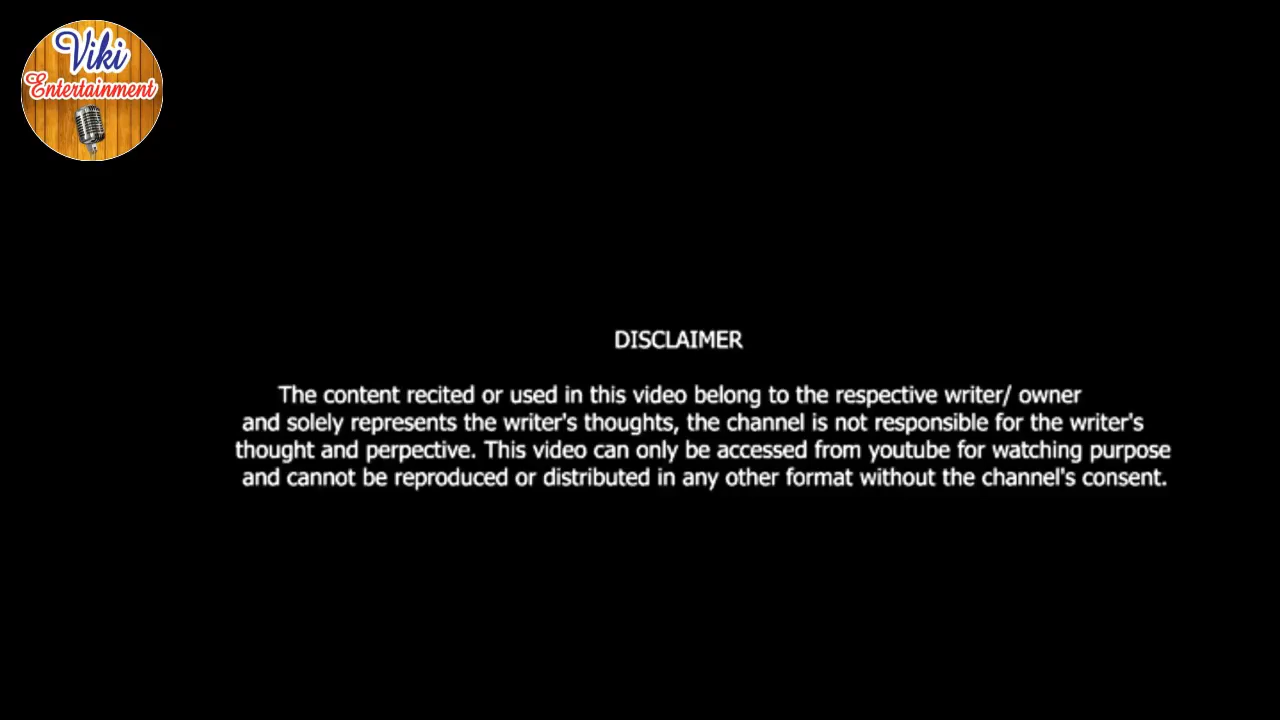 Viki
Entertainment
DISCLAIMER
The content recited or used in this video belong to the respective writer/ owner
and solely represents the writer's thoughts, the channel is not responsible for the writer's
thought and perpective. This video can only be accessed from youtube for watching purpose
and cannot be reproduced or distributed in any other format without the channel's consent.